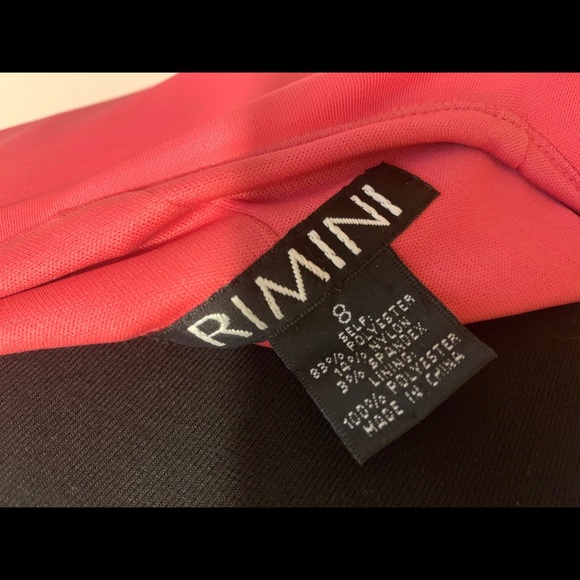 RIMINI
8
SELF:
83% POLYESTER
14% NYLON
3% SPANDEX
LINING:
100% POLYESTER
MADE IN CHINA